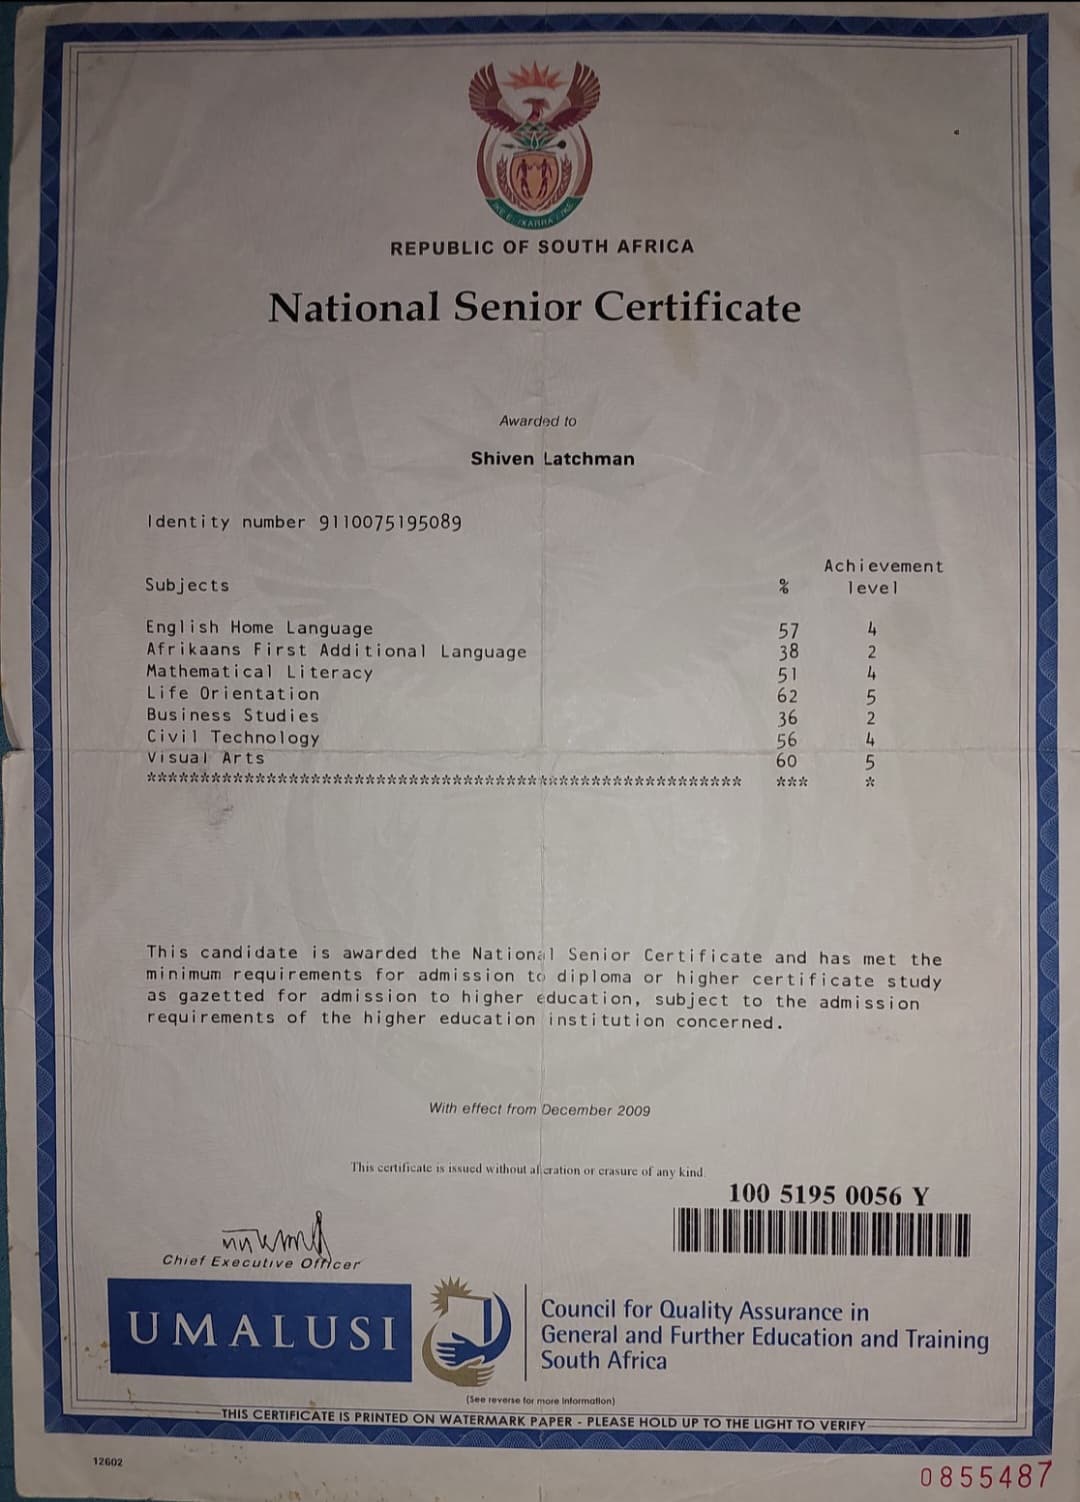 REPUBLIC OF SOUTH AFRICA
National Senior Certificate
Awarded to
Shiven Latchman
Identity number 9110075195089
Subjects % Achievement level
English Home Language 57 4
Afrikaans First Additional Language 38 2
Mathematical Literacy 51 4
Life Orientation 62 5
Business Studies 36 2
Civil Technology 56 4
Visual Arts 60 5
******************************************************* *** *
This candidate is awarded the National Senior Certificate and has met the
minimum requirements for admission to diploma or higher certificate study
as gazetted for admission to higher education, subject to the admission
requirements of the higher education institution concerned.
With effect from December 2009
This certificate is issued without alteration or erasure of any kind.
100 5195 0056 Y
Chief Executive Officer
UMALUSI
Council for Quality Assurance in
General and Further Education and Training
South Africa
(See reverse for more information)
THIS CERTIFICATE IS PRINTED ON WATERMARK PAPER - PLEASE HOLD UP TO THE LIGHT TO VERIFY
12602
0855487